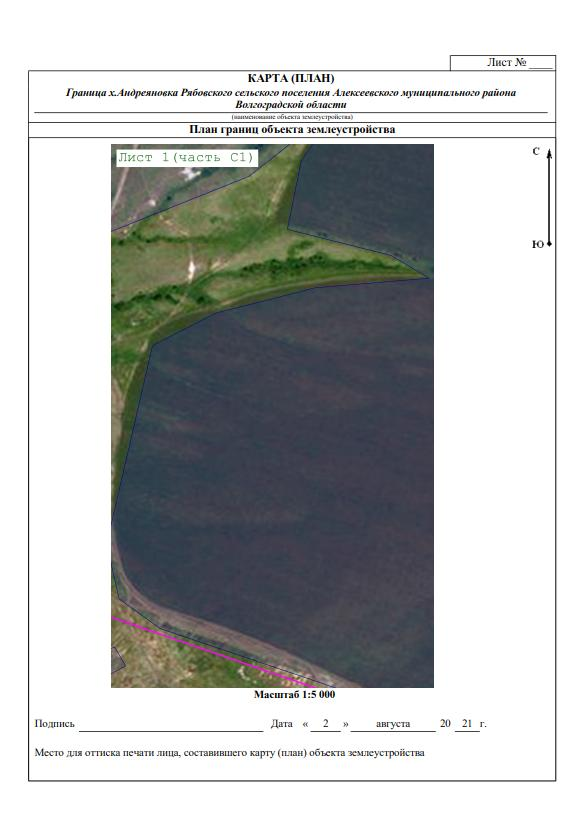 Лист № ____
КАРТА (ПЛАН)
Граница х.Андреяновка Рябовского сельского поселения Алексеевского муниципального района
Волгоградской области
(наименование объекта землеустройства)
План границ объекта землеустройства
Лист 1(часть С1)
С
Ю
Масштаб 1:5 000
Подпись Дата « 2 » августа 20 21 г.
Место для оттиска печати лица, составившего карту (план) объекта землеустройства